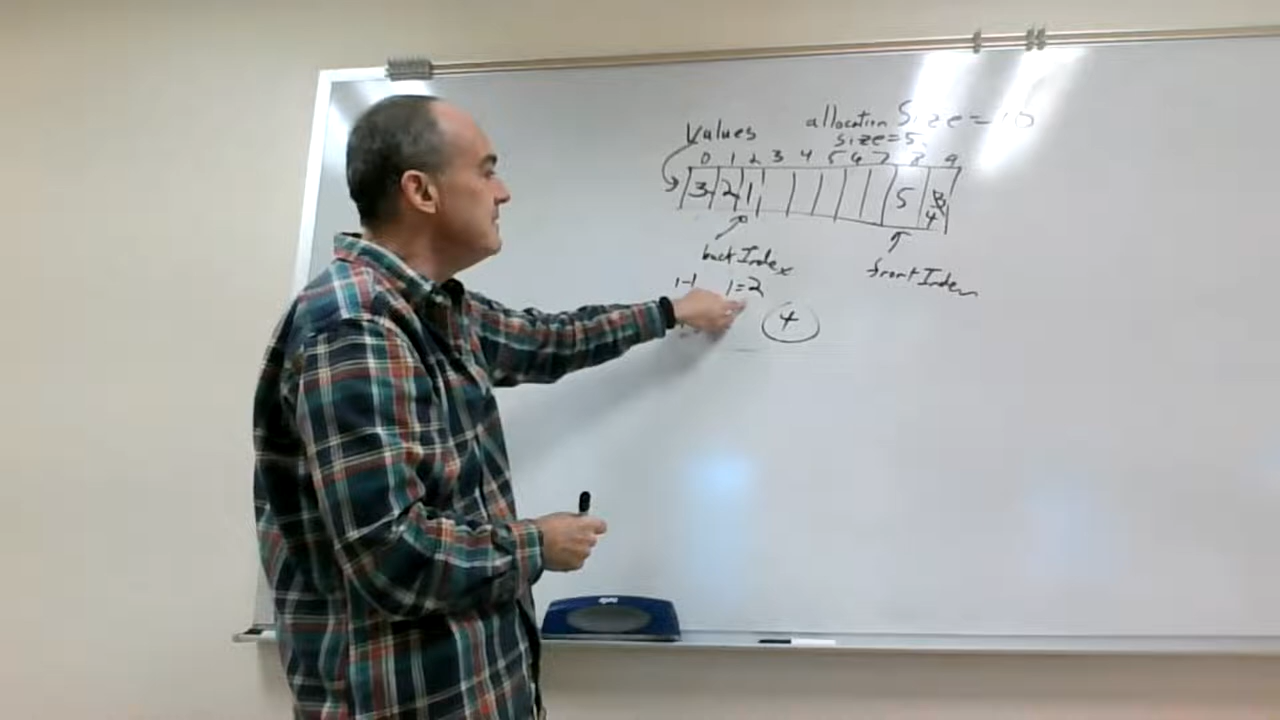 Values
allocation Size = 10
size=5
0 1 2 3 4 5 6 7 8 9
3 2 1 5
4
backIndex
frontIndex
1-1 1=2
4